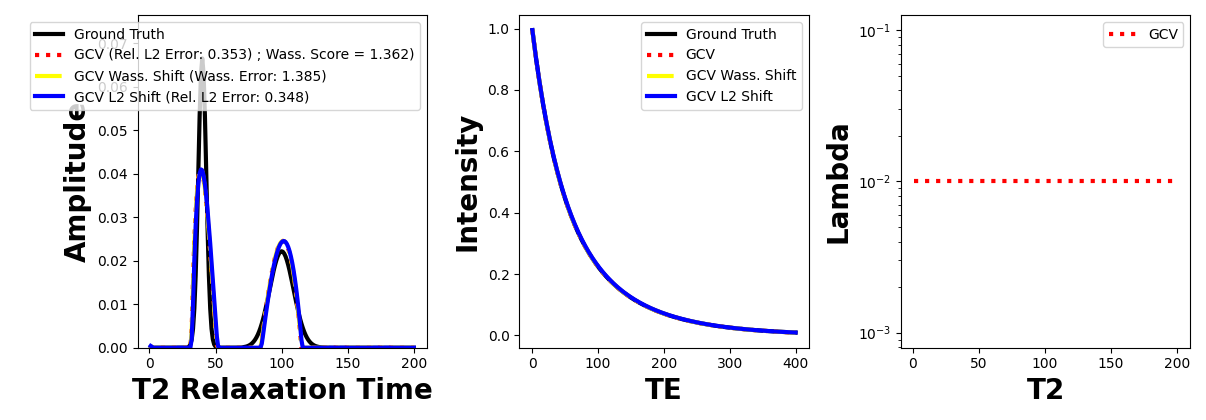 Ground Truth
GCV (Rel. L2 Error: 0.353) ; Wass. Score = 1.362)
GCV Wass. Shift (Wass. Error: 1.385)
GCV L2 Shift (Rel. L2 Error: 0.348)
0.07
0.06
0.05
0.04
0.03
0.02
0.01
0.00
Amplitude
0 50 100 150 200
T2 Relaxation Time
Ground Truth
GCV
GCV Wass. Shift
GCV L2 Shift
1.0
0.8
0.6
0.4
0.2
0.0
Intensity
0 100 200 300 400
TE
GCV
10⁻¹
10⁻²
10⁻³
Lambda
0 50 100 150 200
T2